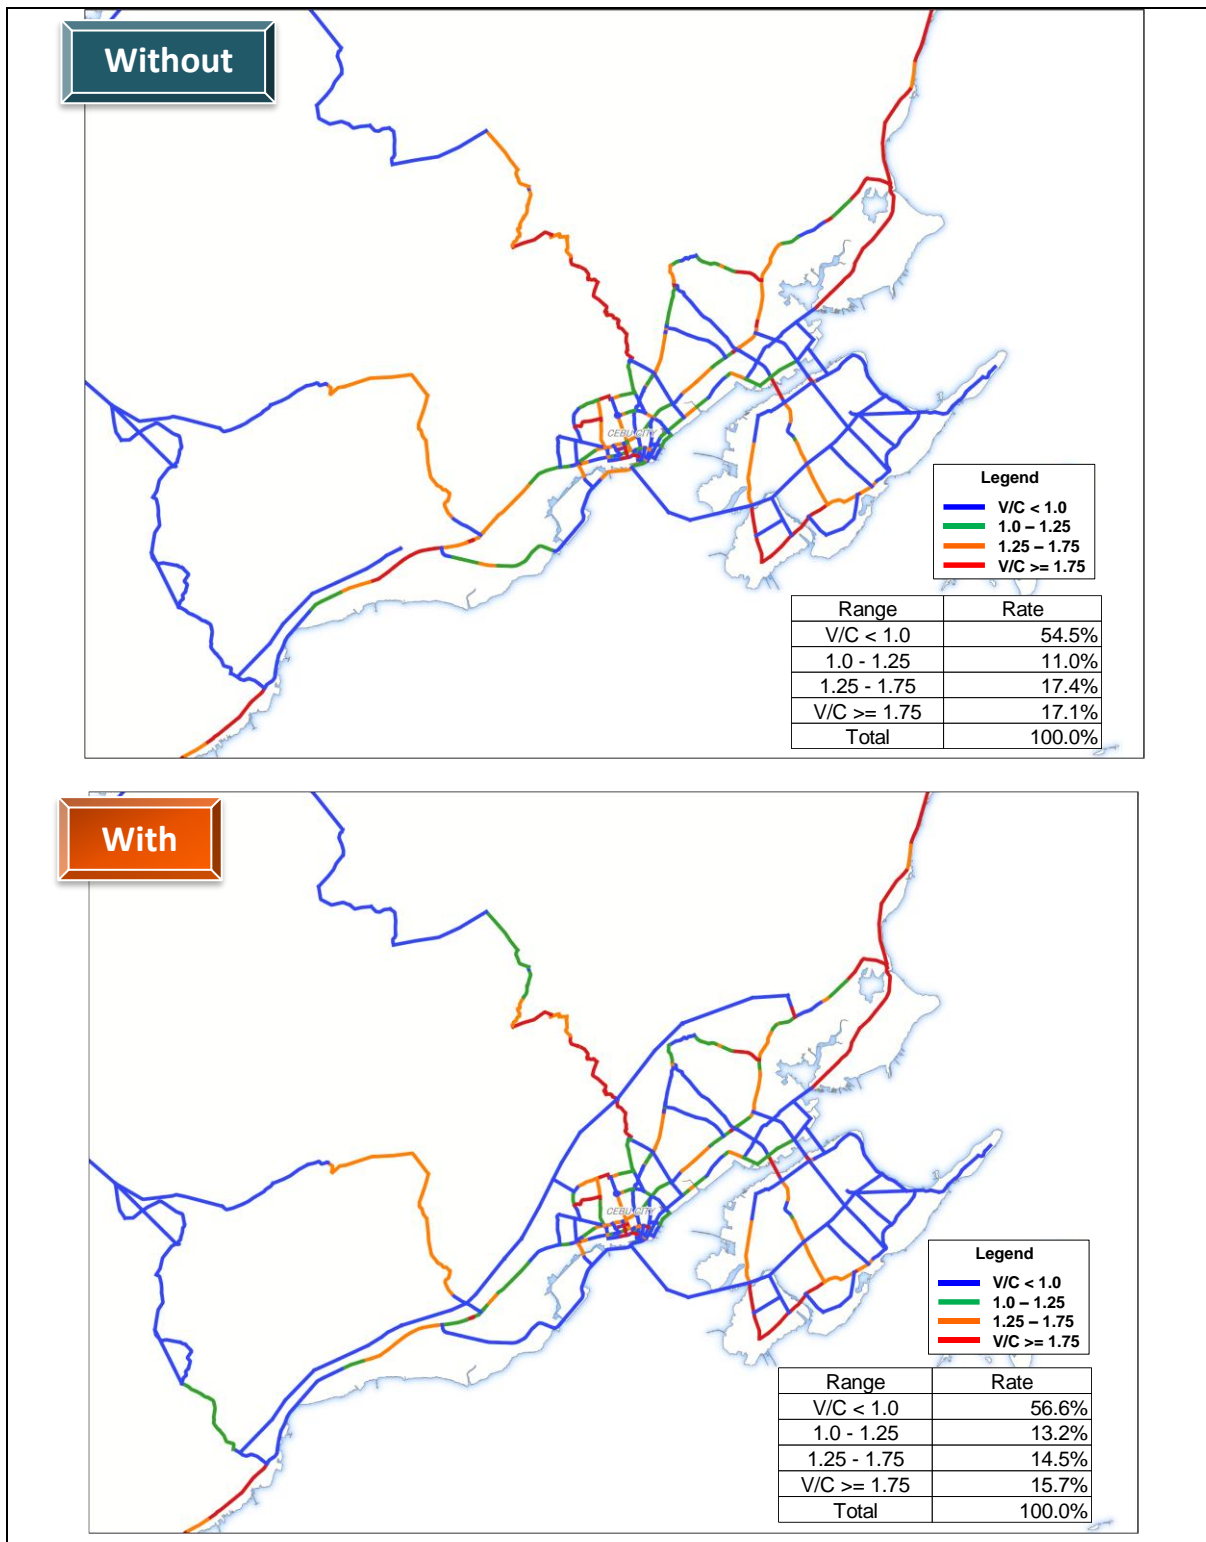 Without
CEBU CITY
Legend
V/C < 1.0
1.0 – 1.25
1.25 – 1.75
V/C >= 1.75
Range Rate
V/C < 1.0 54.5%
1.0 - 1.25 11.0%
1.25 - 1.75 17.4%
V/C >= 1.75 17.1%
Total 100.0%
With
CEBU CITY
Legend
V/C < 1.0
1.0 – 1.25
1.25 – 1.75
V/C >= 1.75
Range Rate
V/C < 1.0 56.6%
1.0 - 1.25 13.2%
1.25 - 1.75 14.5%
V/C >= 1.75 15.7%
Total 100.0%